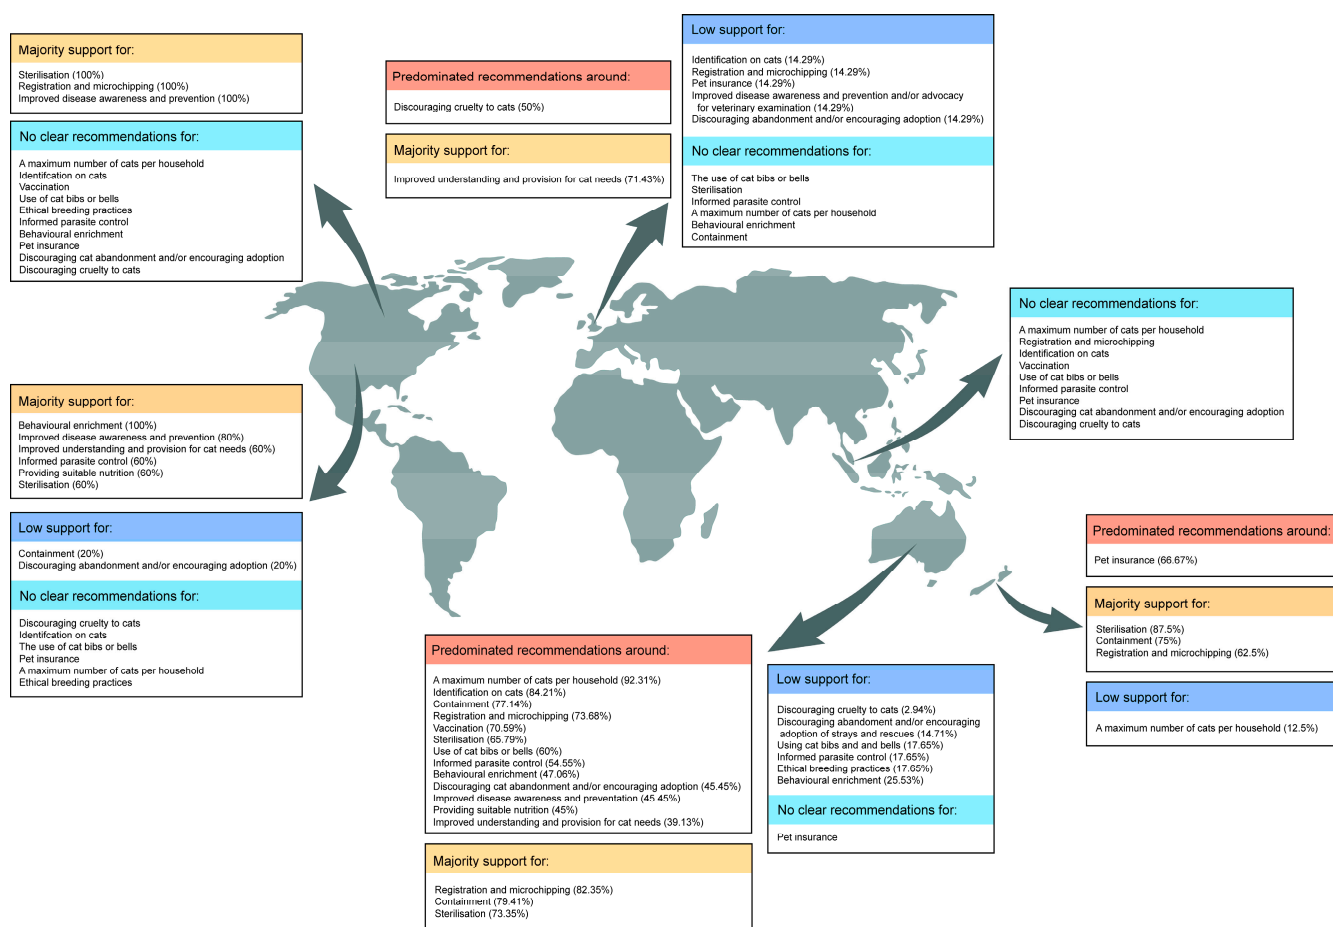 Majority support for:
Sterilisation (100%)
Registration and microchipping (100%)
Improved disease awareness and prevention (100%)
No clear recommendations for:
A maximum number of cats per household
Identifcation on cats
Vaccination
Use of cat bibs or bells
Ethical breeding practices
Informed parasite control
Behavioural enrichment
Pet insurance
Discouraging cat abandonment and/or encouraging adoption
Discouraging cruelty to cats
Predominated recommendations around:
Discouraging cruelty to cats (50%)
Majority support for:
Improved understanding and provision for cat needs (71.43%)
Low support for:
Identification on cats (14.29%)
Registration and microchipping (14.29%)
Pet insurance (14.29%)
Improved disease awareness and prevention and/or advocacy
for veterinary examination (14.29%)
Discouraging abandonment and/or encouraging adoption (14.29%)
No clear recommendations for:
The use of cat bibs or bells
Sterilisation
Informed parasite control
A maximum number of cats per household
Behavioural enrichment
Containment
No clear recommendations for:
A maximum number of cats per household
Registration and microchipping
Identification on cats
Vaccination
Use of cat bibs or bells
Informed parasite control
Pet insurance
Discouraging cat abandonment and/or encouraging adoption
Discouraging cruelty to cats
Majority support for:
Behavioural enrichment (100%)
Improved disease awareness and prevention (80%)
Improved understanding and provision for cat needs (60%)
Informed parasite control (60%)
Providing suitable nutrition (60%)
Sterilisation (60%)
Low support for:
Containment (20%)
Discouraging abandonment and/or encouraging adoption (20%)
No clear recommendations for:
Discouraging cruelty to cats
Identifcation on cats
The use of cat bibs or bells
Pet insurance
A maximum number of cats per household
Ethical breeding practices
Predominated recommendations around:
A maximum number of cats per household (92.31%)
Identification on cats (84.21%)
Containment (77.14%)
Registration and microchipping (73.68%)
Vaccination (70.59%)
Sterilisation (65.79%)
Use of cat bibs or bells (60%)
Informed parasite control (54.55%)
Behavioural enrichment (47.06%)
Discouraging cat abandonment and/or encouraging adoption (45.45%)
Improved disease awareness and preventation (45.45%)
Providing suitable nutrition (45%)
Improved understanding and provision for cat needs (39.13%)
Majority support for:
Registration and microchipping (82.35%)
Containment (79.41%)
Sterilisation (73.35%)
Low support for:
Discouraging cruelty to cats (2.94%)
Discouraging abandoment and/or encouraging
adoption of strays and rescues (14.71%)
Using cat bibs and and bells (17.65%)
Informed parasite control (17.65%)
Ethical breeding practices (17.65%)
Behavioural enrichment (25.53%)
No clear recommendations for:
Pet insurance
Predominated recommendations around:
Pet insurance (66.67%)
Majority support for:
Sterilisation (87.5%)
Containment (75%)
Registration and microchipping (62.5%)
Low support for:
A maximum number of cats per household (12.5%)